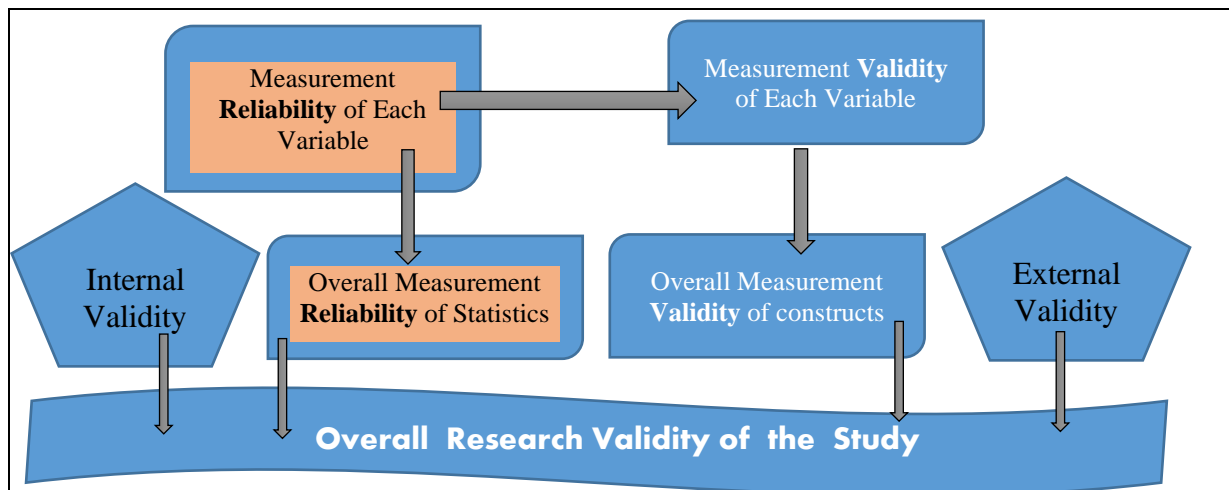 Measurement
Reliability of Each
Variable
Measurement Validity
of Each Variable
Internal
Validity
Overall Measurement
Reliability of Statistics
Overall Measurement
Validity of constructs
External
Validity
Overall Research Validity of the Study